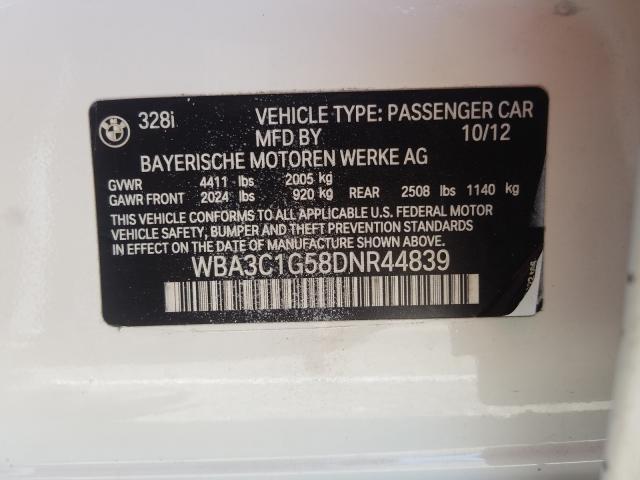 BMW 328i VEHICLE TYPE: PASSENGER CAR
MFD BY 10/12
BAYERISCHE MOTOREN WERKE AG
GVWR 4411 lbs 2005 kg
GAWR FRONT 2024 lbs 920 kg REAR 2508 lbs 1140 kg
THIS VEHICLE CONFORMS TO ALL APPLICABLE U.S. FEDERAL MOTOR
VEHICLE SAFETY, BUMPER AND THEFT PREVENTION STANDARDS
IN EFFECT ON THE DATE OF MANUFACTURE SHOWN ABOVE.
WBA3C1G58DNR44839